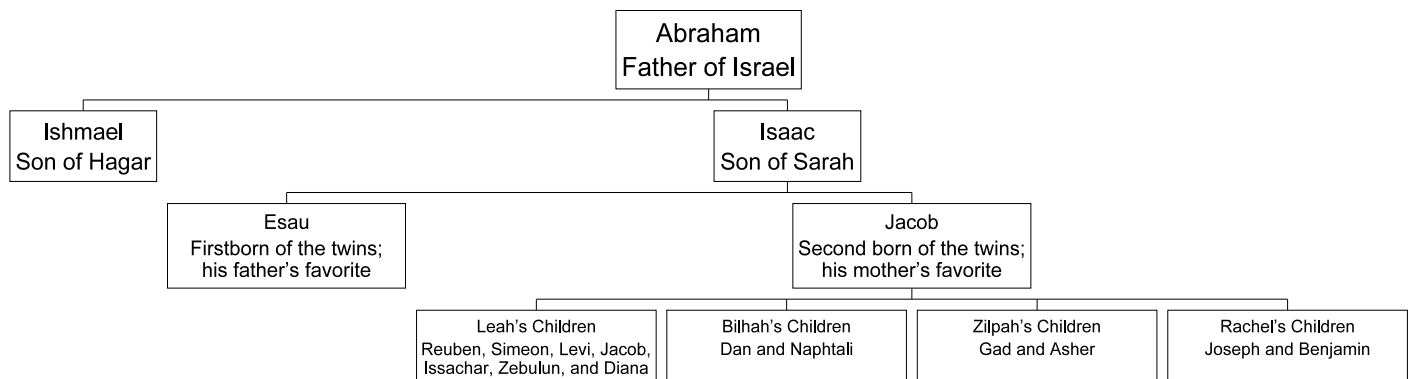 Abraham
Father of Israel
Ishmael
Son of Hagar
Isaac
Son of Sarah
Esau
Firstborn of the twins;
his father’s favorite
Jacob
Second born of the twins;
his mother’s favorite
Leah’s Children
Reuben, Simeon, Levi, Jacob,
Issachar, Zebulun, and Diana
Bilhah’s Children
Dan and Naphtali
Zilpah’s Children
Gad and Asher
Rachel’s Children
Joseph and Benjamin